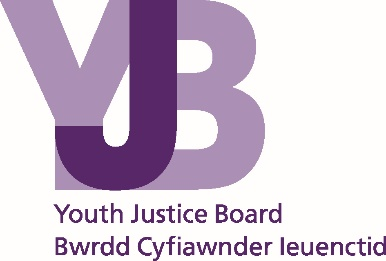 YJB
Youth Justice Board
Bwrdd Cyfiawnder Ieuenctid